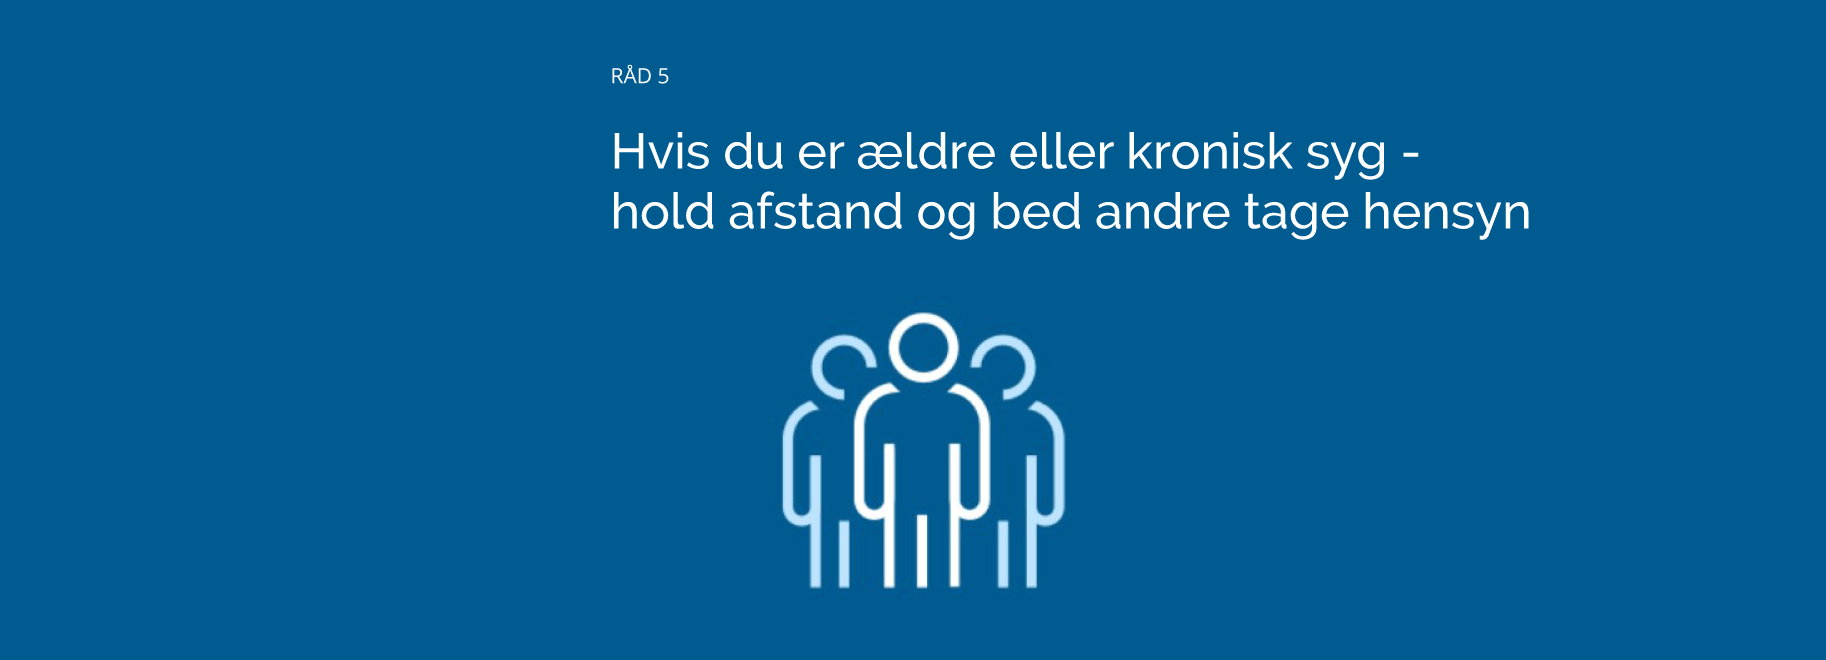 RÅD 5
Hvis du er ældre eller kronisk syg -
hold afstand og bed andre tage hensyn